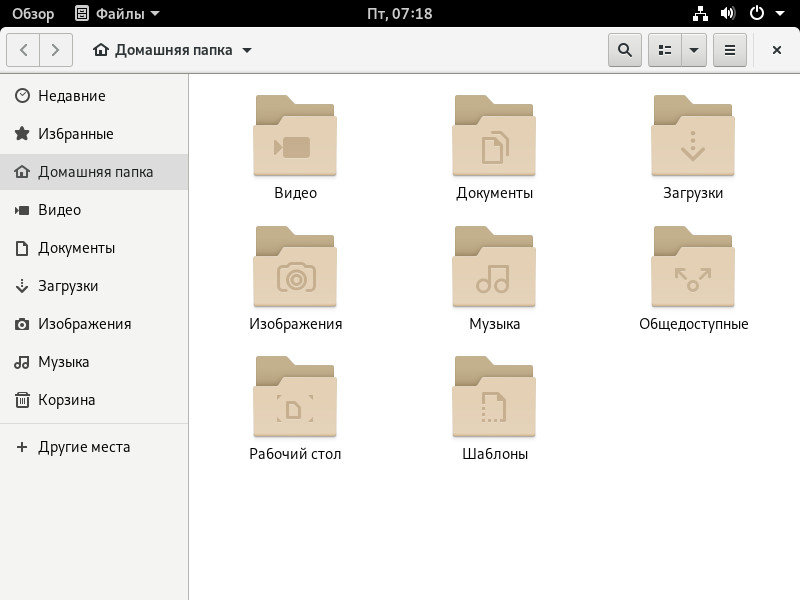 Обзор Файлы Пт, 07:18
Домашняя папка
Недавние
Избранные
Домашняя папка
Видео
Документы
Загрузки
Изображения
Музыка
Корзина
Другие места
Видео Документы Загрузки
Изображения Музыка Общедоступные
Рабочий стол Шаблоны